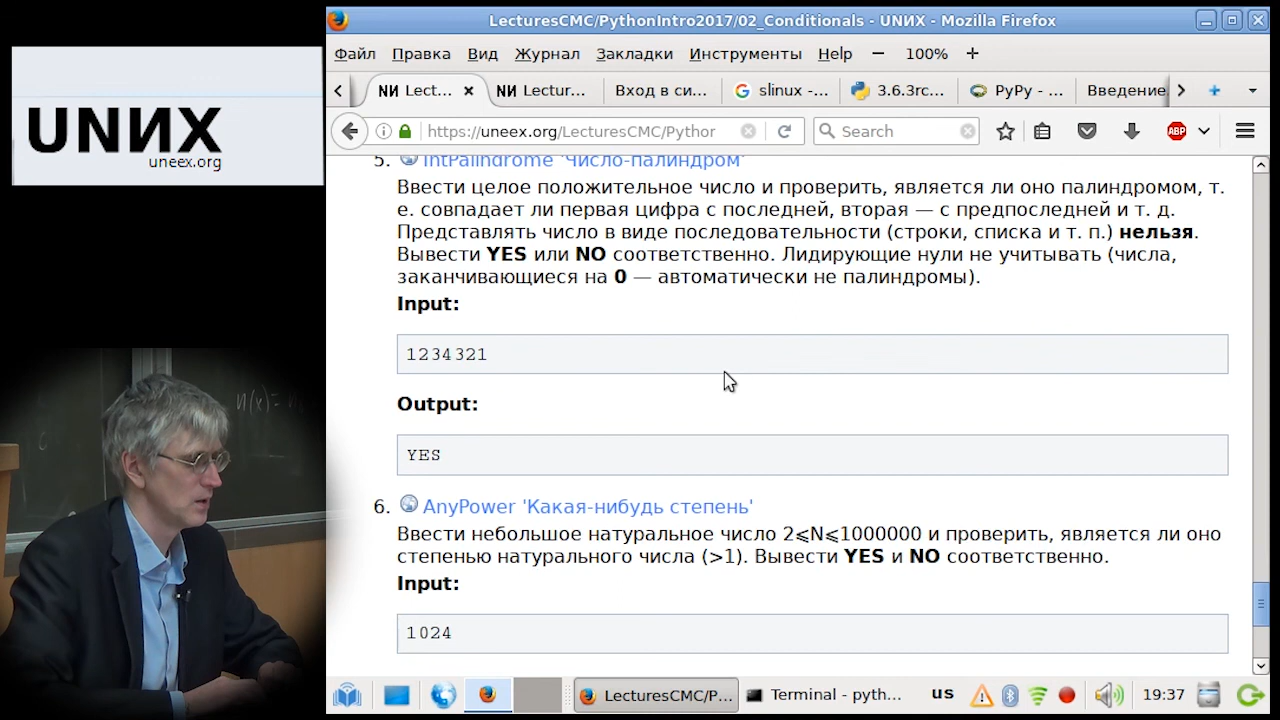 UNИX
uneex.org
LecturesCMC/PythonIntro2017/02_Conditionals - UNИX - Mozilla Firefox
Файл Правка Вид Журнал Закладки Инструменты Help − 100% +
Lect... Lectur... Вход в си... slinux -... 3.6.3rc... PyPy - ... Введение
https://uneex.org/LecturesCMC/Pythor Search ABP
5. IntPalindrome 'Число-палиндром'
Ввести целое положительное число и проверить, является ли оно палиндромом, т.
е. совпадает ли первая цифра с последней, вторая — с предпоследней и т. д.
Представлять число в виде последовательности (строки, списка и т. п.) нельзя.
Вывести YES или NO соответственно. Лидирующие нули не учитывать (числа,
заканчивающиеся на 0 — автоматически не палиндромы).
Input:
1234321
Output:
YES
6. AnyPower 'Какая-нибудь степень'
Ввести небольшое натуральное число 2⩽N⩽1000000 и проверить, является ли оно
степенью натурального числа (>1). Вывести YES и NO соответственно.
Input:
1024
LecturesCMC/P... Terminal - pyth... us 19:37